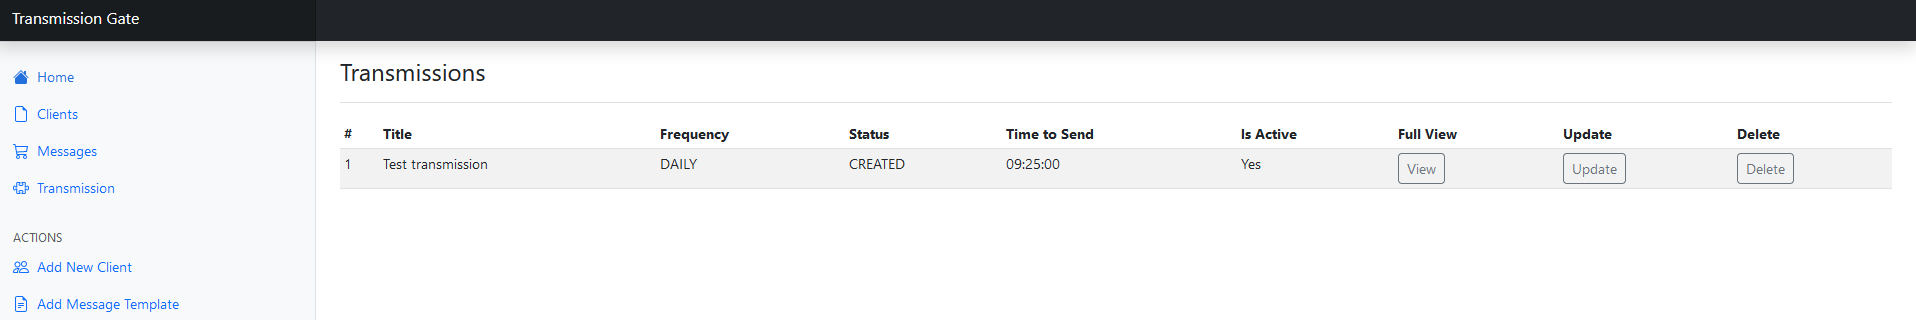 Transmission Gate
Home
Clients
Messages
Transmission
ACTIONS
Add New Client
Add Message Template
Transmissions
# Title Frequency Status Time to Send Is Active Full View Update Delete
1 Test transmission DAILY CREATED 09:25:00 Yes View Update Delete